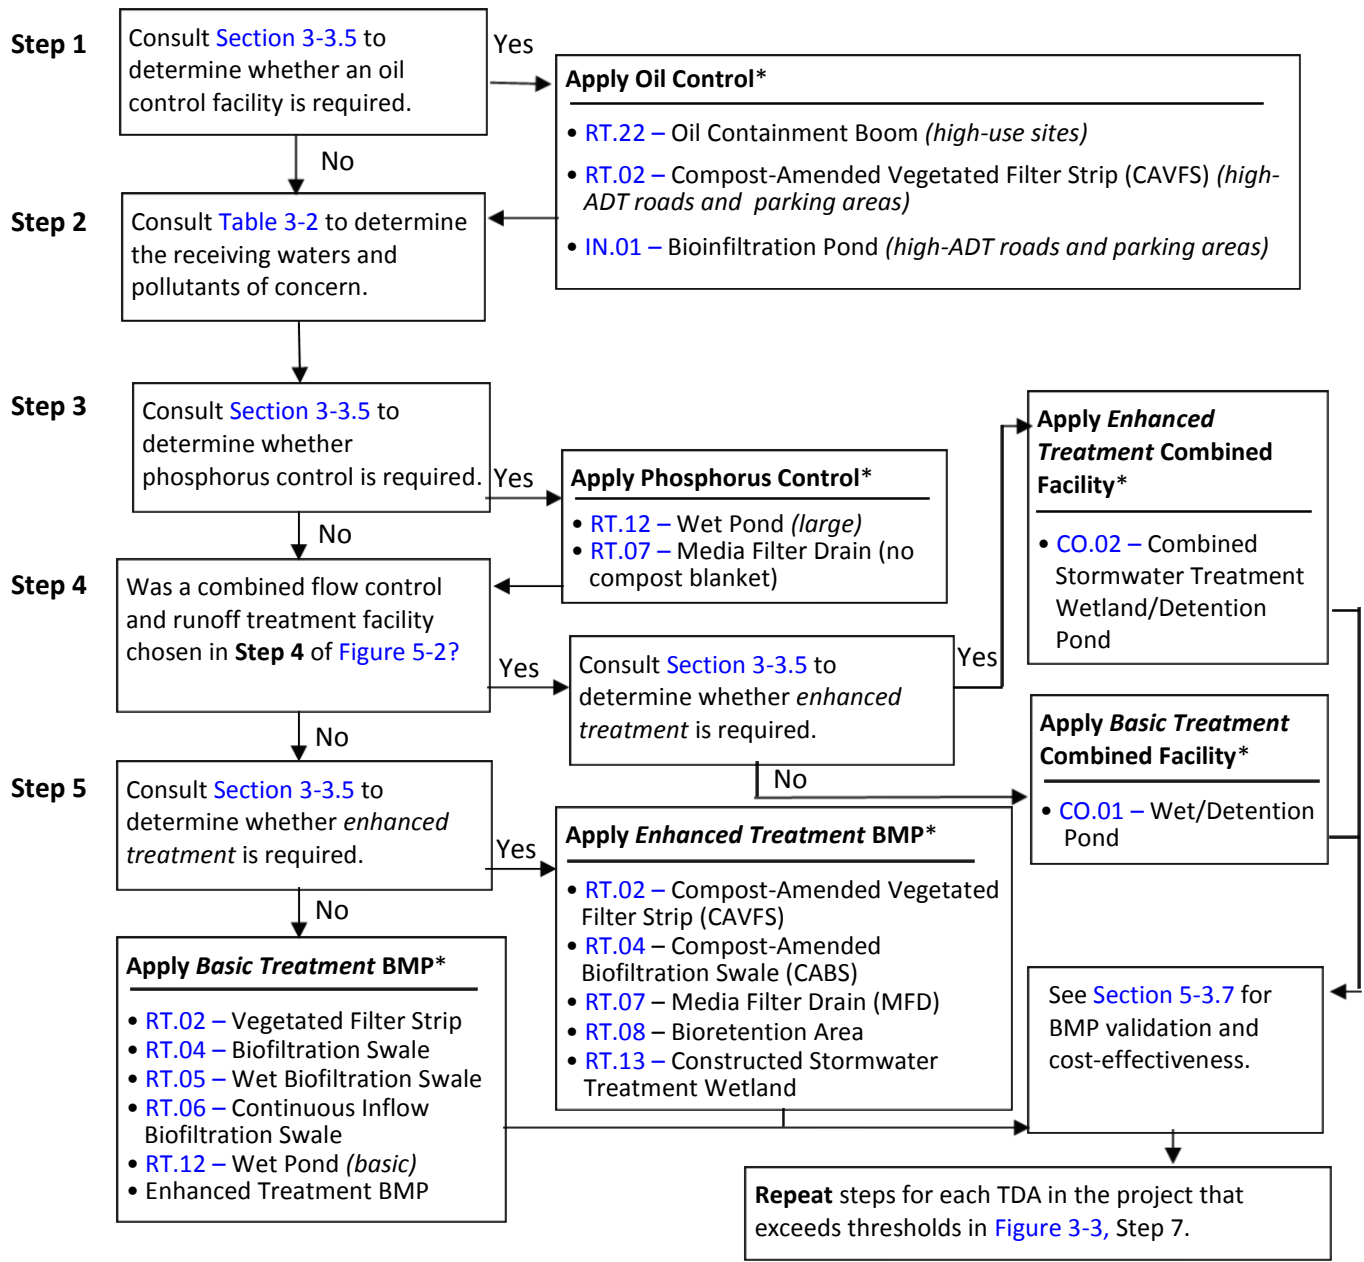 Step 1
Consult Section 3-3.5 to
determine whether an oil
control facility is required.
Yes
Apply Oil Control*
• RT.22 – Oil Containment Boom (high-use sites)
• RT.02 – Compost-Amended Vegetated Filter Strip (CAVFS) (high-
ADT roads and parking areas)
• IN.01 – Bioinfiltration Pond (high-ADT roads and parking areas)
No
Step 2
Consult Table 3-2 to determine
the receiving waters and
pollutants of concern.
Step 3
Consult Section 3-3.5 to
determine whether
phosphorus control is required.
Yes
Apply Phosphorus Control*
• RT.12 – Wet Pond (large)
• RT.07 – Media Filter Drain (no
compost blanket)
No
Step 4
Was a combined flow control
and runoff treatment facility
chosen in Step 4 of Figure 5-2?
Yes
Consult Section 3-3.5 to
determine whether enhanced
treatment is required.
Yes
Apply Enhanced
Treatment Combined
Facility*
• CO.02 – Combined
Stormwater Treatment
Wetland/Detention
Pond
No
Apply Basic Treatment
Combined Facility*
• CO.01 – Wet/Detention
Pond
No
Step 5
Consult Section 3-3.5 to
determine whether enhanced
treatment is required.
Yes
Apply Enhanced Treatment BMP*
• RT.02 – Compost-Amended Vegetated
Filter Strip (CAVFS)
• RT.04 – Compost-Amended
Biofiltration Swale (CABS)
• RT.07 – Media Filter Drain (MFD)
• RT.08 – Bioretention Area
• RT.13 – Constructed Stormwater
Treatment Wetland
No
Apply Basic Treatment BMP*
• RT.02 – Vegetated Filter Strip
• RT.04 – Biofiltration Swale
• RT.05 – Wet Biofiltration Swale
• RT.06 – Continuous Inflow
Biofiltration Swale
• RT.12 – Wet Pond (basic)
• Enhanced Treatment BMP
See Section 5-3.7 for
BMP validation and
cost-effectiveness.
Repeat steps for each TDA in the project that
exceeds thresholds in Figure 3-3, Step 7.